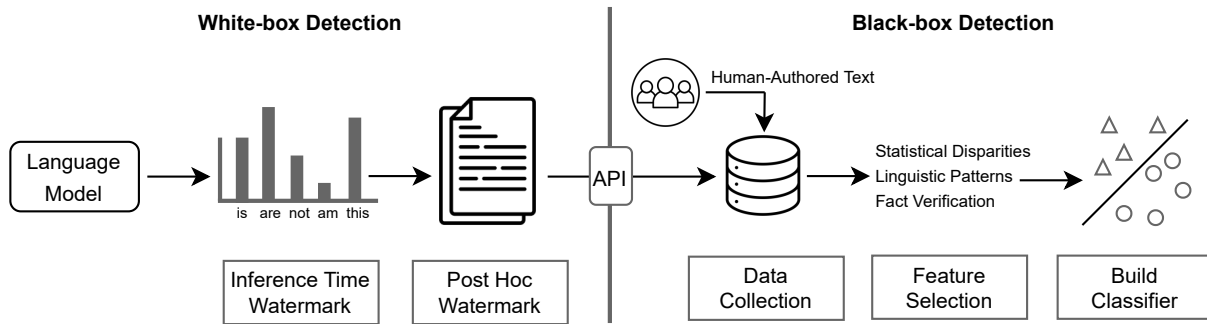 White-box Detection
Black-box Detection
Human-Authored Text
Language
Model
is are not am this
API
Statistical Disparities
Linguistic Patterns
Fact Verification
Inference Time
Watermark
Post Hoc
Watermark
Data
Collection
Feature
Selection
Build
Classifier